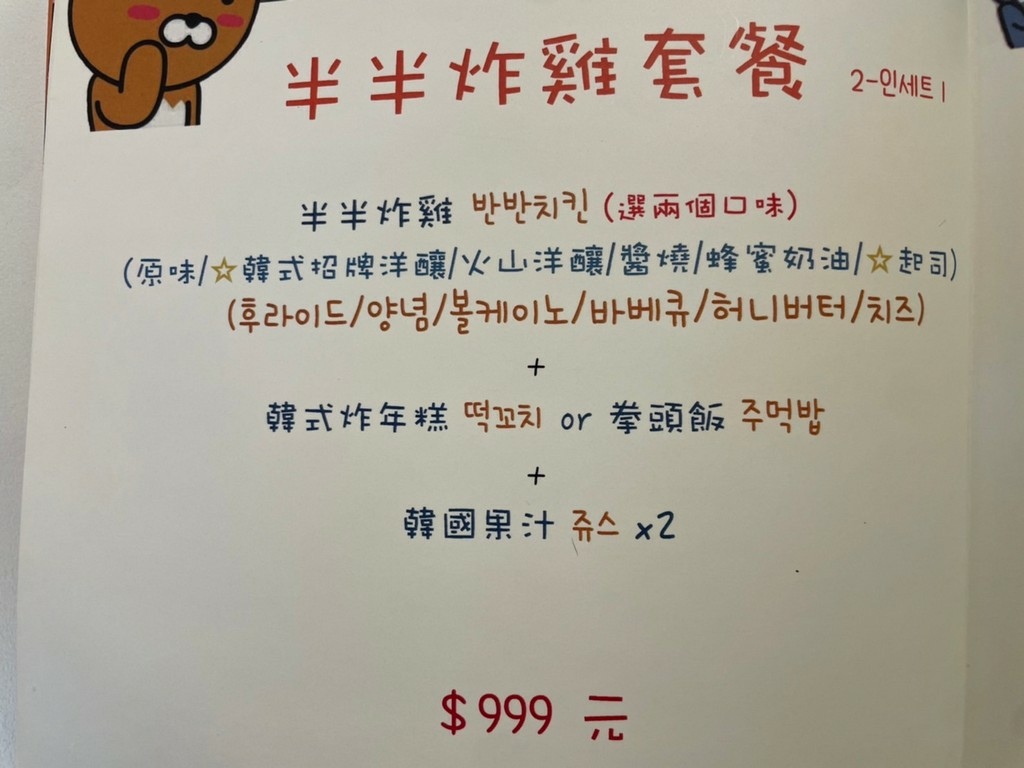 半半炸雞套餐 2-인세트1
半半炸雞 반반치킨 (選兩個口味)
(原味/☆韓式招牌洋釀/火山洋釀/醬燒/蜂蜜奶油/☆起司)
(후라이드/양념/볼케이노/바베큐/허니버터/치즈)
+
韓式炸年糕 떡꼬치 or 拳頭飯 주먹밥
+
韓國果汁 쥬스 x2
$999 元